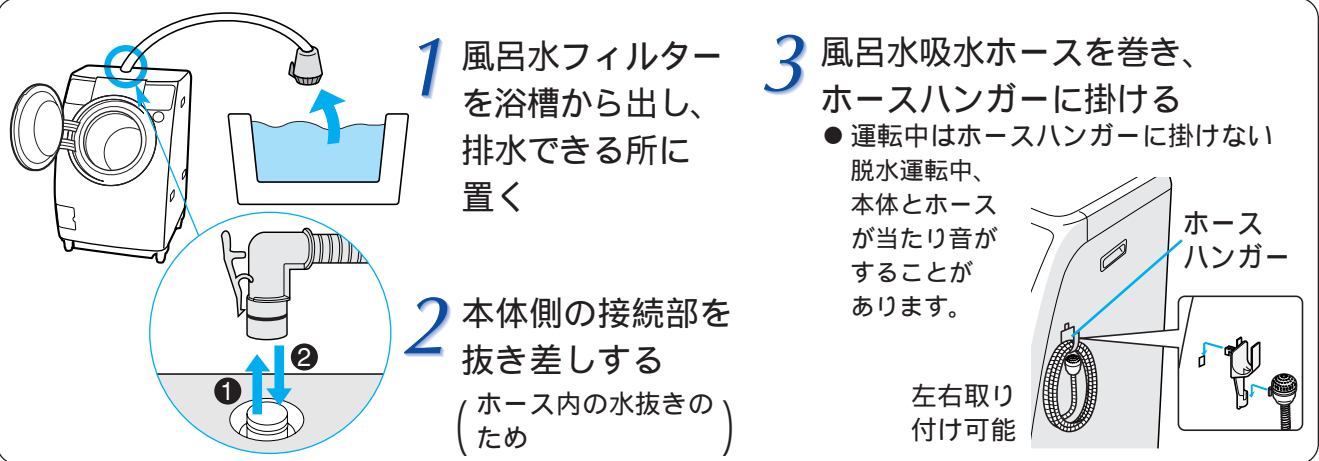 1 風呂水フィルター
を浴槽から出し、
排水できる所に
置く
2 本体側の接続部を
抜き差しする
(ホース内の水抜きの
ため)
❶
❷
3 風呂水吸水ホースを巻き、
ホースハンガーに掛ける
● 運転中はホースハンガーに掛けない
脱水運転中、
本体とホース
が当たり音が
することが
あります。
ホース
ハンガー
左右取り
付け可能